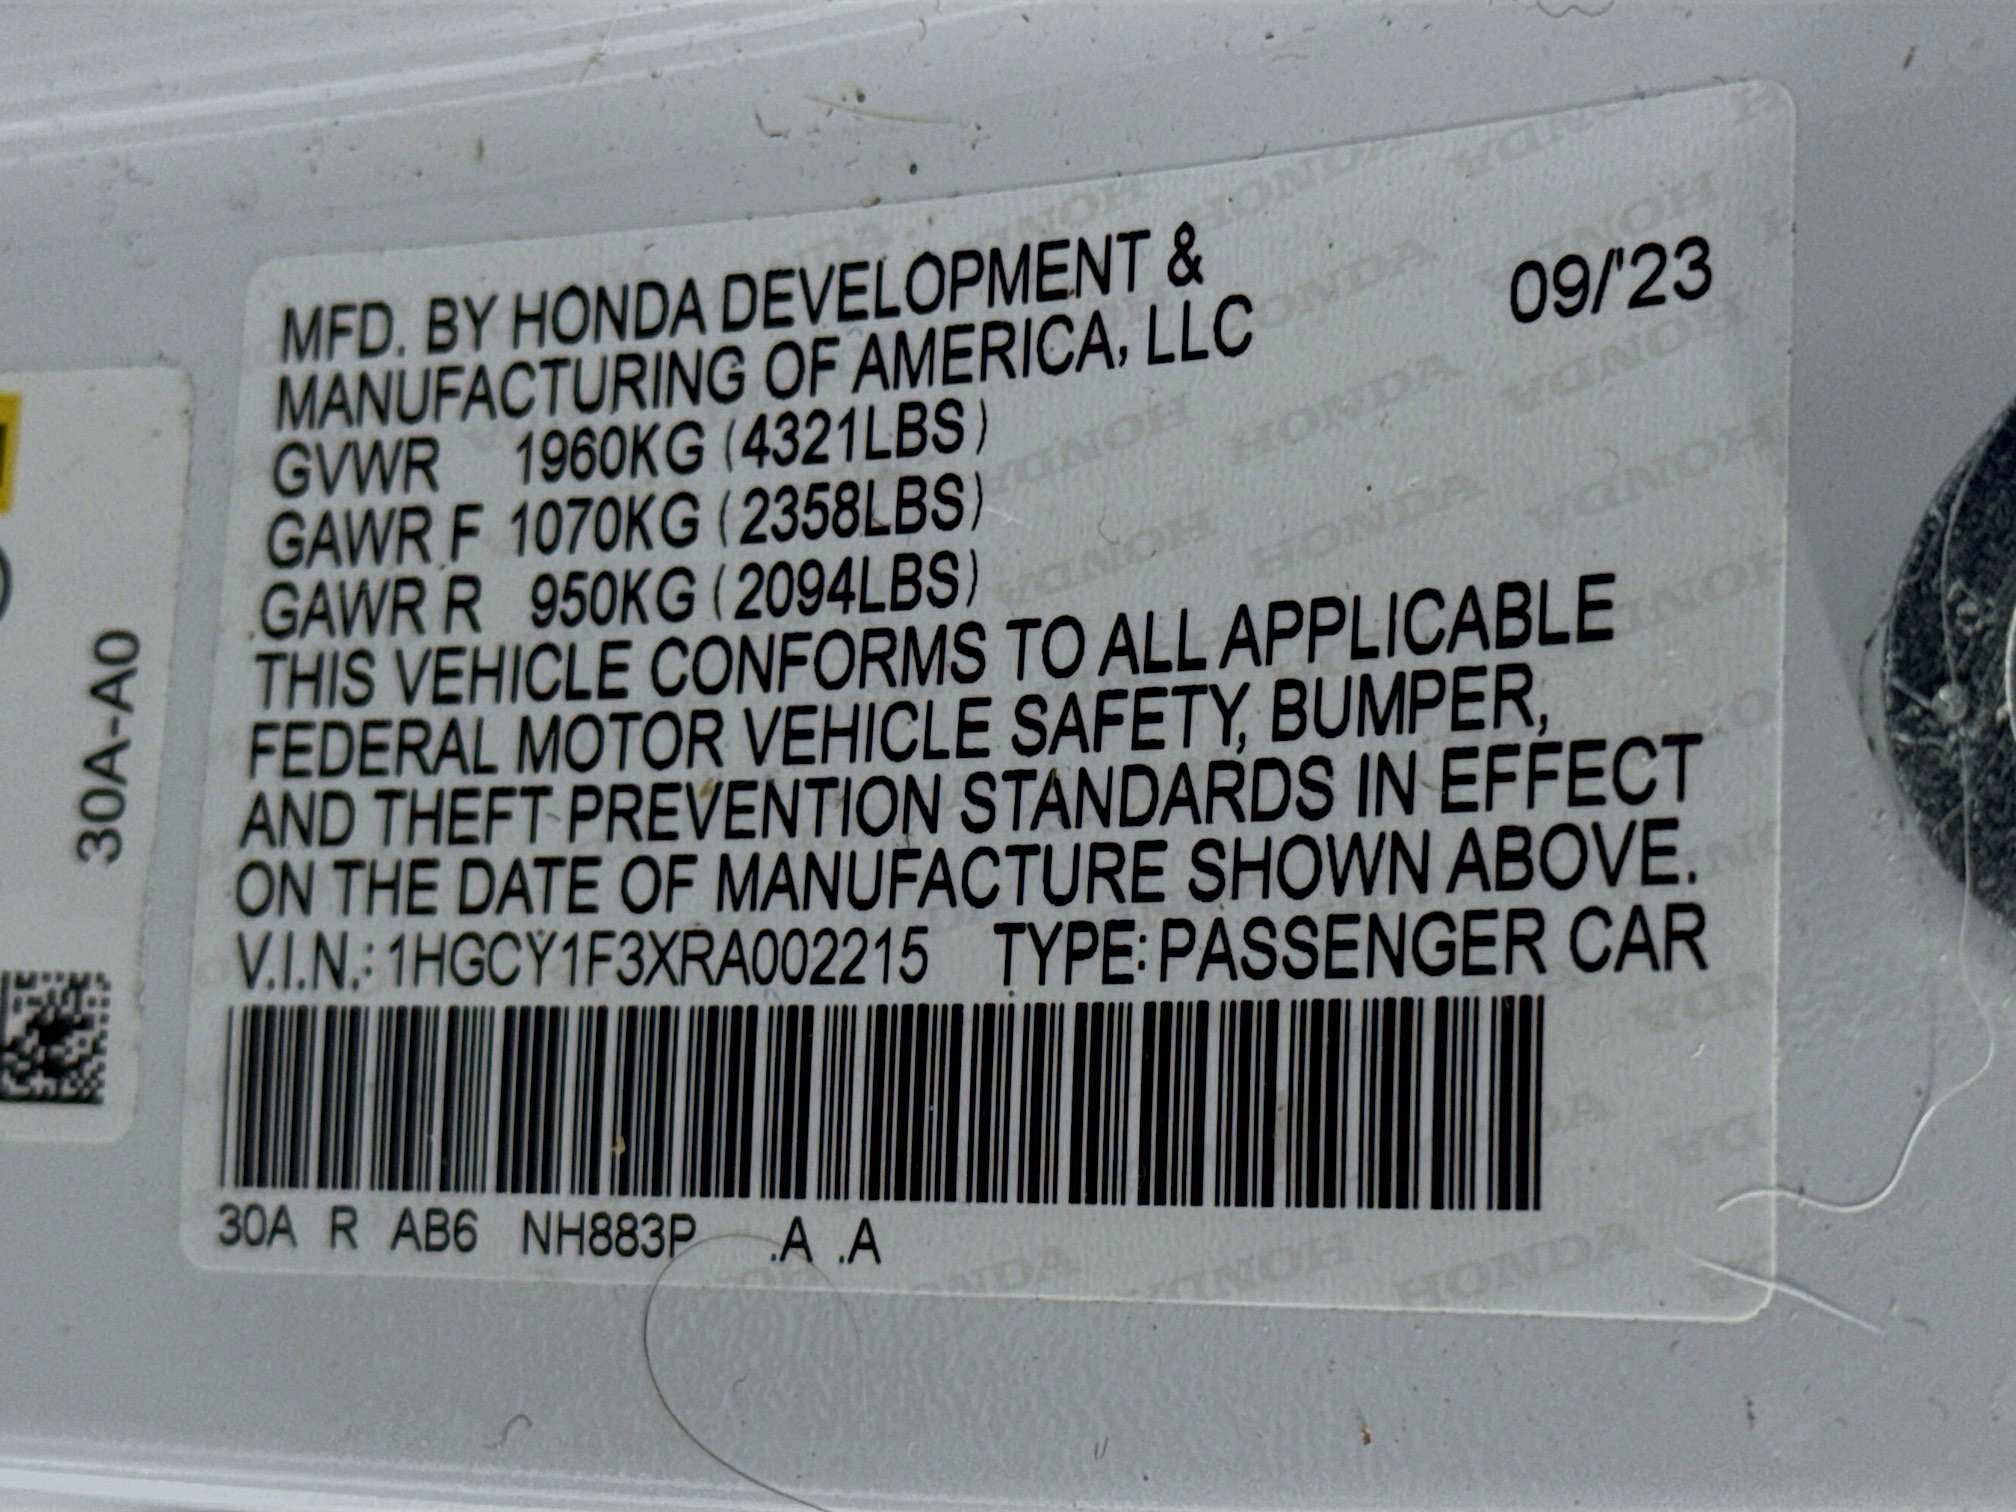 MFD. BY HONDA DEVELOPMENT &
MANUFACTURING OF AMERICA, LLC
09/'23
GVWR 1960KG (4321LBS)
GAWR F 1070KG (2358LBS)
GAWR R 950KG (2094LBS)
THIS VEHICLE CONFORMS TO ALL APPLICABLE
FEDERAL MOTOR VEHICLE SAFETY, BUMPER,
AND THEFT PREVENTION STANDARDS IN EFFECT
ON THE DATE OF MANUFACTURE SHOWN ABOVE.
V.I.N.: 1HGCY1F3XRA002215 TYPE: PASSENGER CAR
30A R AB6 NH883P .A .A
30A-A0